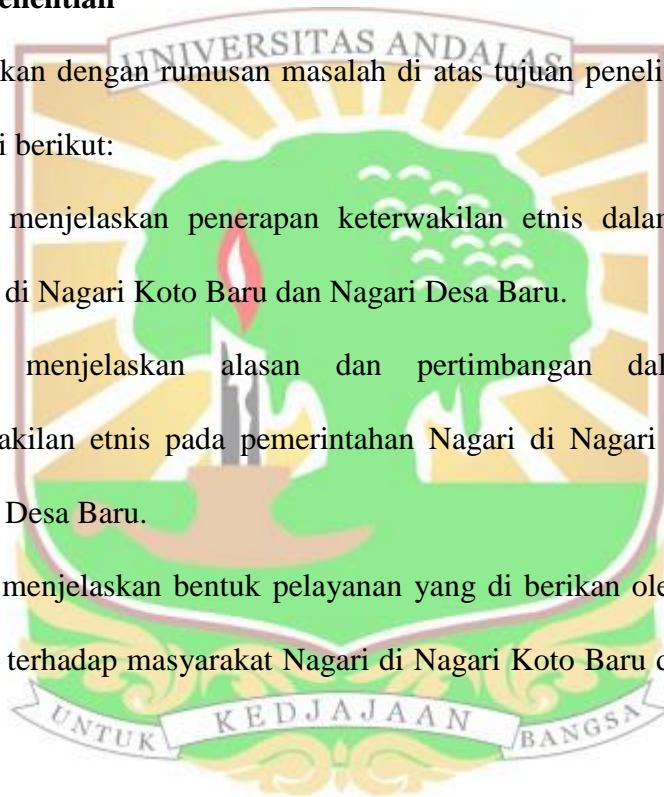 UNIVERSITAS ANDALAS
kan dengan rumusan masalah di atas tujuan peneli
i berikut:
menjelaskan penerapan keterwakilan etnis dalam
di Nagari Koto Baru dan Nagari Desa Baru.
menjelaskan alasan dan pertimbangan dal
akilan etnis pada pemerintahan Nagari di Nagari
Desa Baru.
menjelaskan bentuk pelayanan yang di berikan ole
terhadap masyarakat Nagari di Nagari Koto Baru d
UNTUK KEDJAJAAN BANGSA